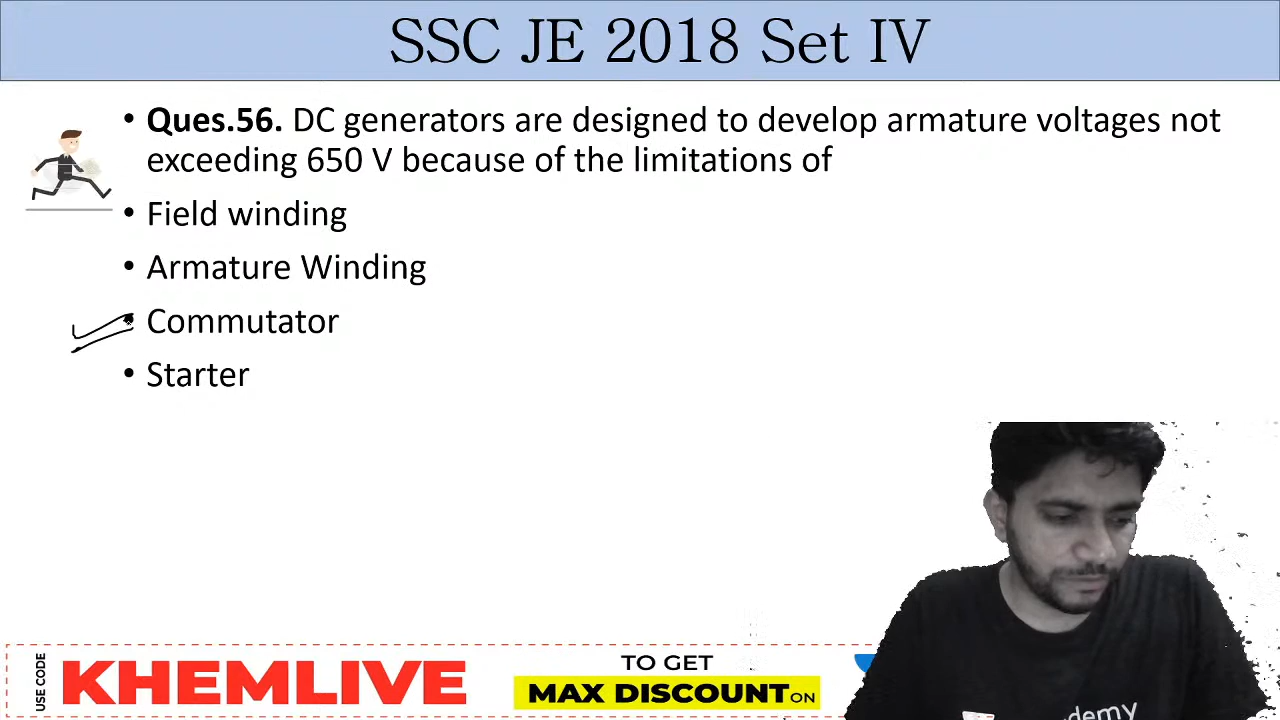 SSC JE 2018 Set IV
• Ques.56. DC generators are designed to develop armature voltages not
exceeding 650 V because of the limitations of
• Field winding
• Armature Winding
• Commutator
• Starter
USE CODE
KHEMLIVE
TO GET
MAX DISCOUNT ON
demy